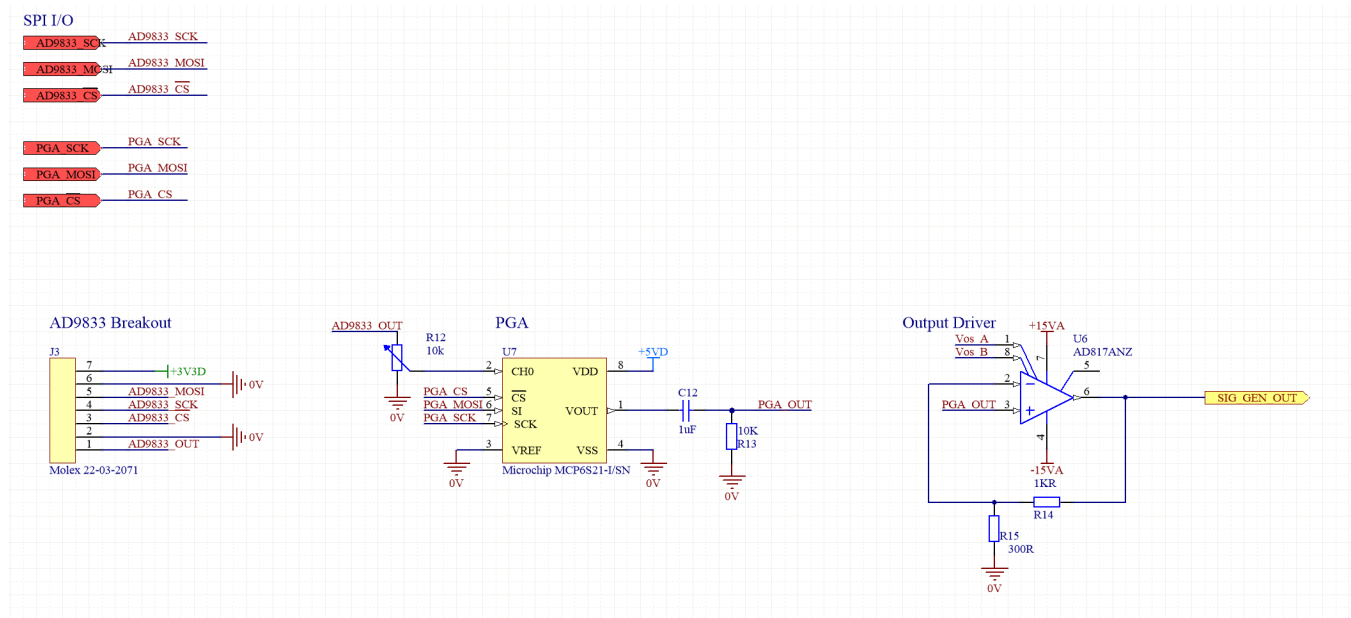 SPI I/O
AD9833_SCK AD9833_SCK
AD9833_MOSI AD9833_MOSI
AD9833_CS AD9833_CS
PGA_SCK PGA_SCK
PGA_MOSI PGA_MOSI
PGA_CS PGA_CS
AD9833 Breakout
J3
7 +3V3D
6 0V
5 AD9833_MOSI
4 AD9833_SCK
3 AD9833_CS
2 0V
1 AD9833_OUT
Molex 22-03-2071
PGA
AD9833_OUT
R12
10k
0V
U7
2 CH0 VDD 8 +5VD
PGA_CS 5 CS
PGA_MOSI 6 SI VOUT 1
PGA_SCK 7 SCK
3 VREF VSS 4
0V 0V
Microchip MCP6S21-I/SN
C12
1uF
PGA_OUT
10K
R13
0V
Output Driver
+15VA
Vos_A 1
Vos_B 8
7
U6
AD817ANZ
5
2
PGA_OUT 3
6
4
-15VA
SIG_GEN_OUT
1KR
R14
R15
300R
0V